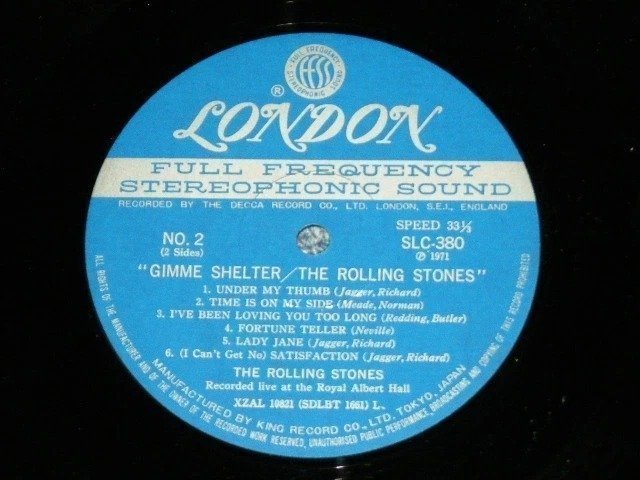 FULL FREQUENCY
ffss
STEREOPHONIC SOUND
®
LONDON
FULL FREQUENCY
STEREOPHONIC SOUND
RECORDED BY THE DECCA RECORD CO., LTD. LONDON, S.E.I., ENGLAND
NO. 2
(2 Sides)
SPEED 33⅓
SLC-380
Ⓟ 1971
"GIMME SHELTER/THE ROLLING STONES"
1. UNDER MY THUMB (Jagger, Richard)
2. TIME IS ON MY SIDE (Meade, Norman)
3. I'VE BEEN LOVING YOU TOO LONG (Redding, Butler)
4. FORTUNE TELLER (Neville)
5. LADY JANE (Jagger, Richard)
6. (I Can't Get No) SATISFACTION (Jagger, Richard)
THE ROLLING STONES
Recorded live at the Royal Albert Hall
XZAL 10821 (SDLBT 1661) L.
MANUFACTURED BY KING RECORD CO., LTD. TOKYO, JAPAN
ALL RIGHTS OF THE MANUFACTURER AND OF THE OWNER OF THE RECORDED WORK RESERVED, UNAUTHORISED PUBLIC PERFORMANCE, BROADCASTING AND COPYING OF THIS RECORD PROHIBITED